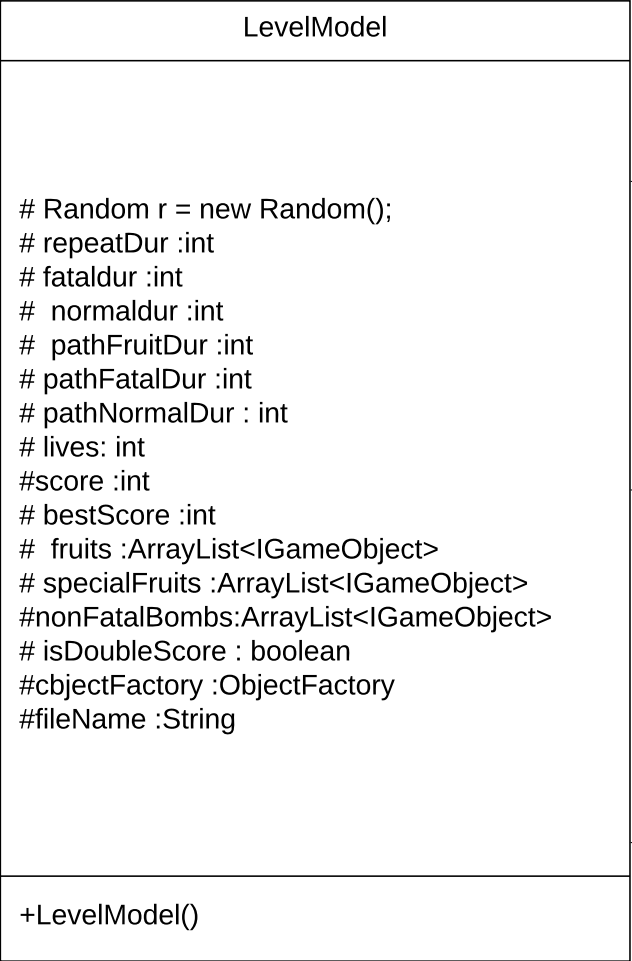 LevelModel
# Random r = new Random();
# repeatDur :int
# fataldur :int
#  normaldur :int
#  pathFruitDur :int
# pathFatalDur :int
# pathNormalDur : int
# lives: int
#score :int
# bestScore :int
#  fruits :ArrayList<IGameObject>
# specialFruits :ArrayList<IGameObject>
#nonFatalBombs:ArrayList<IGameObject>
# isDoubleScore : boolean
#cbjectFactory :ObjectFactory
#fileName :String
+LevelModel()